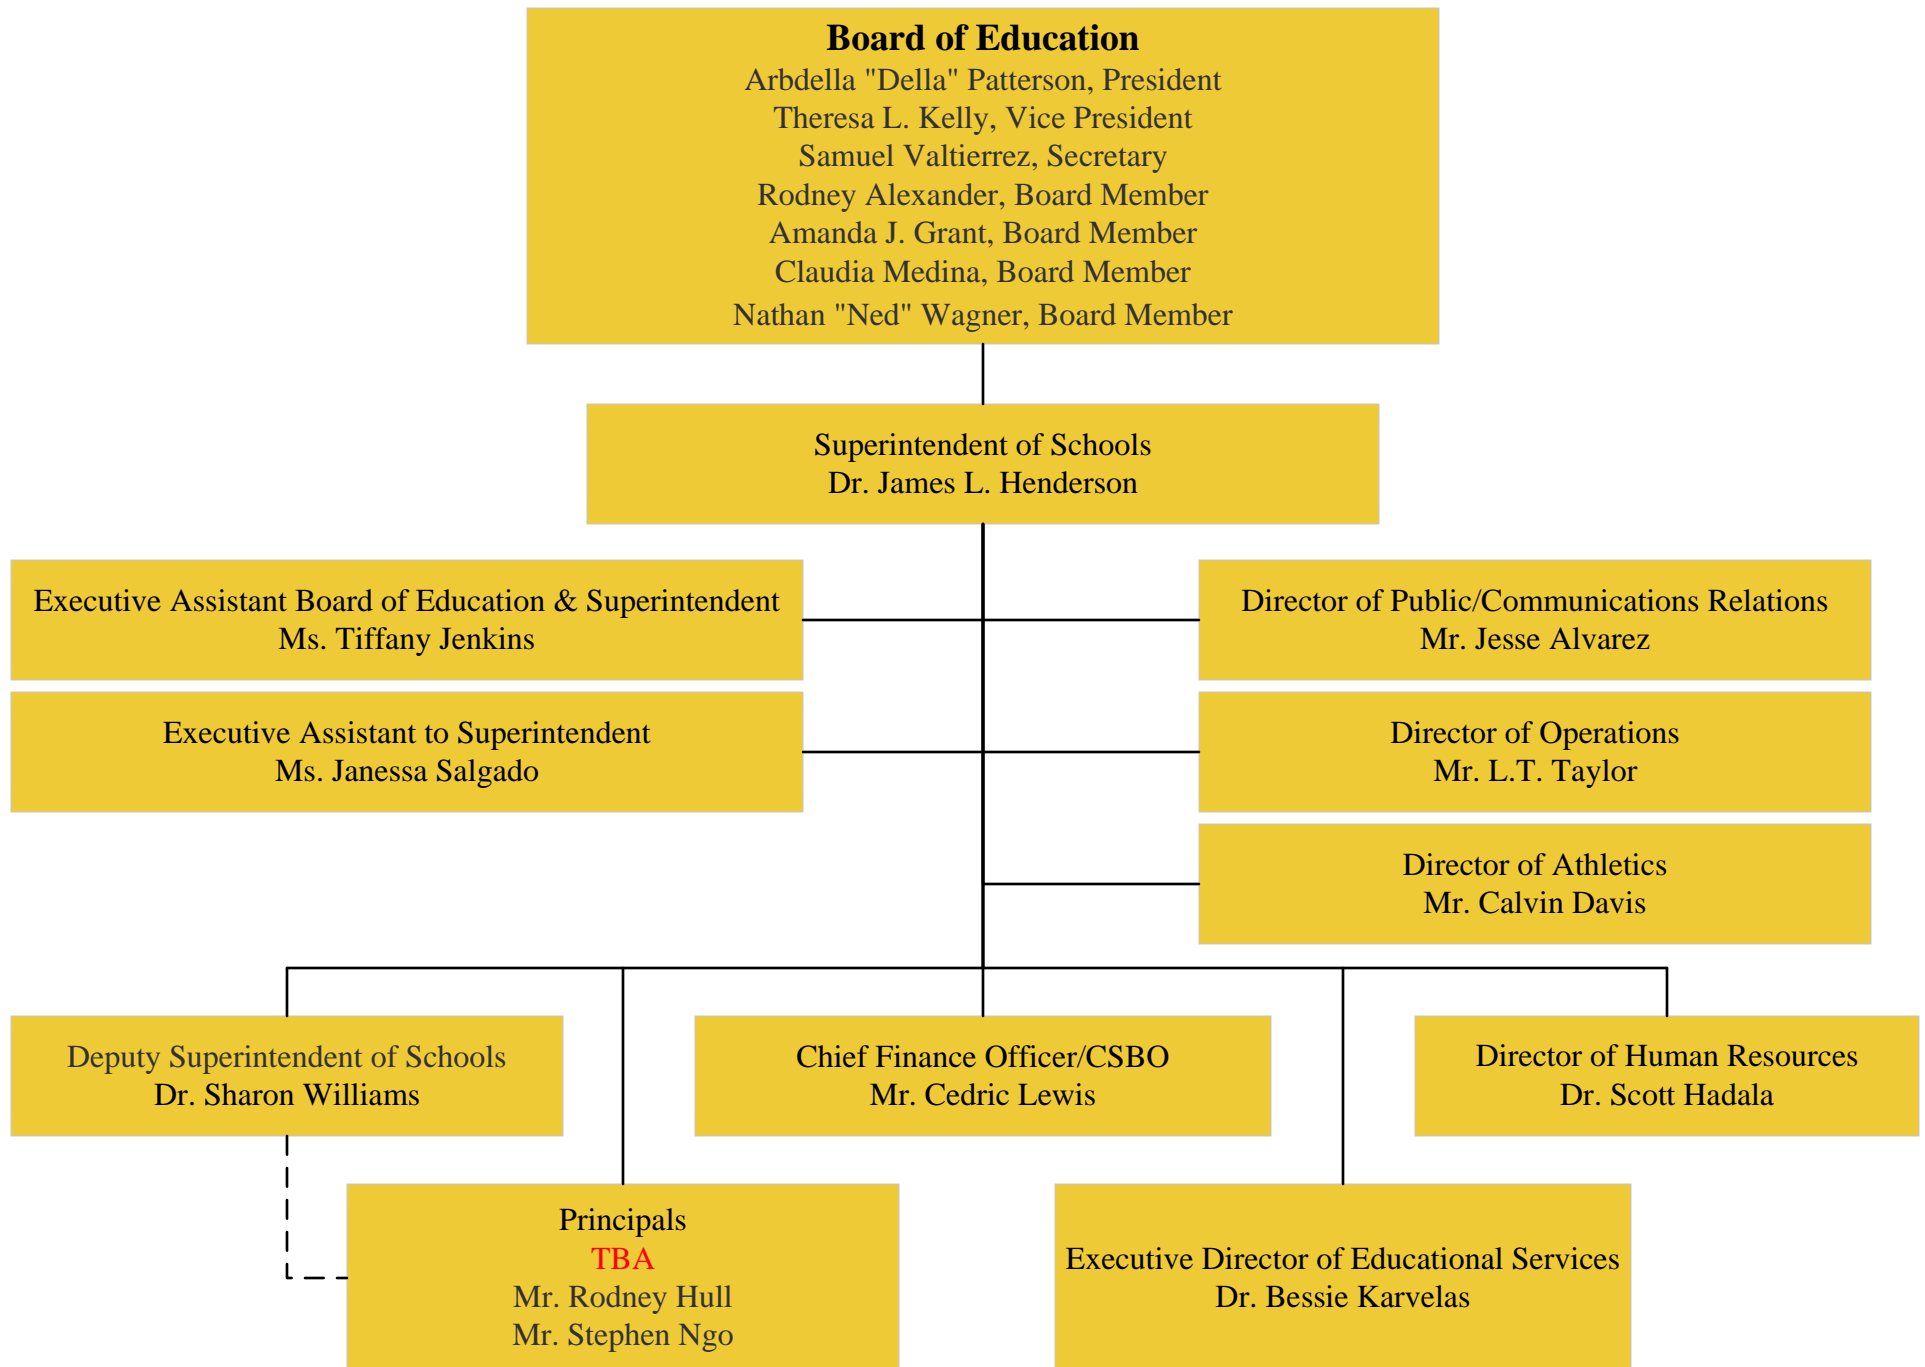 Board of Education
Arbdella "Della" Patterson, President
Theresa L. Kelly, Vice President
Samuel Valtierrez, Secretary
Rodney Alexander, Board Member
Amanda J. Grant, Board Member
Claudia Medina, Board Member
Nathan "Ned" Wagner, Board Member
Superintendent of Schools
Dr. James L. Henderson
Executive Assistant Board of Education & Superintendent
Ms. Tiffany Jenkins
Director of Public/Communications Relations
Mr. Jesse Alvarez
Executive Assistant to Superintendent
Ms. Janessa Salgado
Director of Operations
Mr. L.T. Taylor
Director of Athletics
Mr. Calvin Davis
Deputy Superintendent of Schools
Dr. Sharon Williams
Chief Finance Officer/CSBO
Mr. Cedric Lewis
Director of Human Resources
Dr. Scott Hadala
Principals
TBA
Mr. Rodney Hull
Mr. Stephen Ngo
Executive Director of Educational Services
Dr. Bessie Karvelas